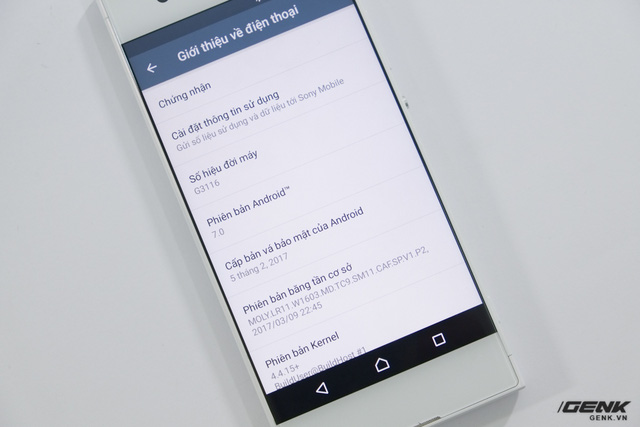 Giới thiệu về điện thoại
Chứng nhận
Cài đặt thông tin sử dụng
Gửi số liệu sử dụng và dữ liệu tới Sony Mobile
Số hiệu đời máy
G3116
Phiên bản Android™
7.0
Cấp bản vá bảo mật của Android
5 tháng 2, 2017
Phiên bản băng tần cơ sở
MOLY.LR11.W1603.MD.TC9.SM11.CAF.SPV1.P2,
2017/03/09 22:45
Phiên bản Kernel
4.4.15+
BuildUser@BuildHost #1
GENK
GENK.VN